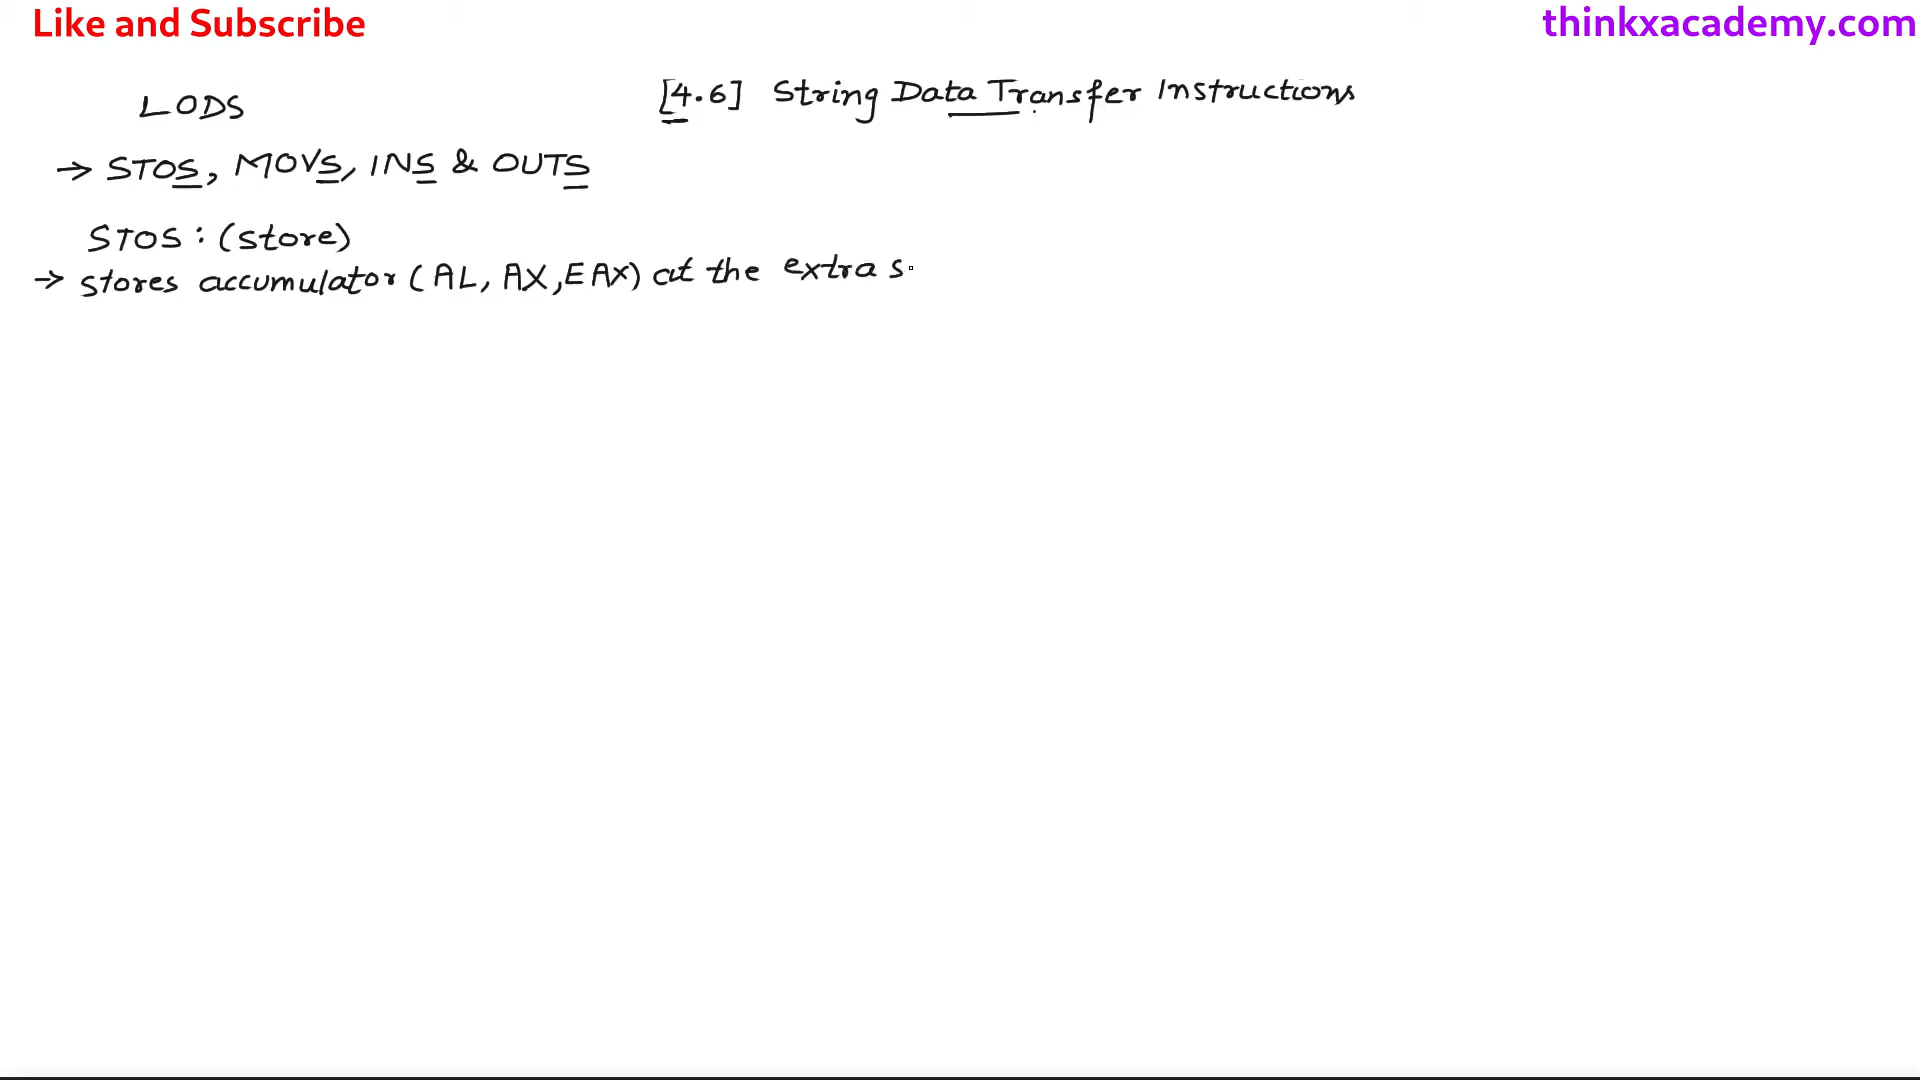 Like and Subscribe
thinkxacademy.com
[4.6] String Data Transfer Instructions
LODS
→ STOS, MOVS, INS & OUTS
STOS : (store)
→ stores accumulator (AL, AX, EAX) at the extra s